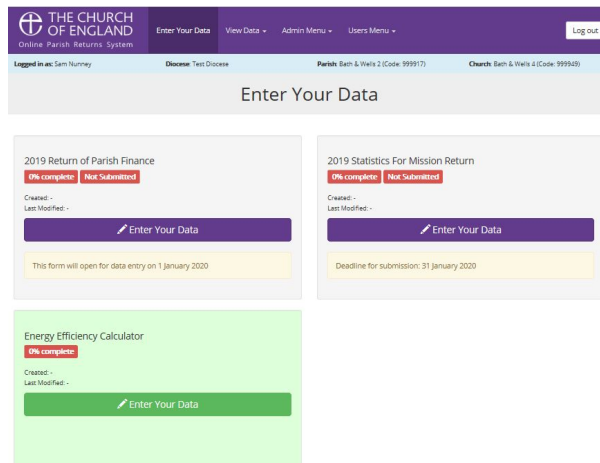 THE CHURCH
OF ENGLAND
Online Parish Returns System
Enter Your Data
View Data
Admin Menu
Users Menu
Log out
Logged in as: Sam Nunney
Diocese: Test Diocese
Parish: Bath & Wells 2 (Code: 999917)
Church: Bath & Wells 4 (Code: 999949)
Enter Your Data
2019 Return of Parish Finance
0% complete Not Submitted
Created: -
Last Modified: -
Enter Your Data
This form will open for data entry on 1 January 2020
2019 Statistics For Mission Return
0% complete Not Submitted
Created: -
Last Modified: -
Enter Your Data
Deadline for submission: 31 January 2020
Energy Efficiency Calculator
0% complete
Created: -
Last Modified: -
Enter Your Data